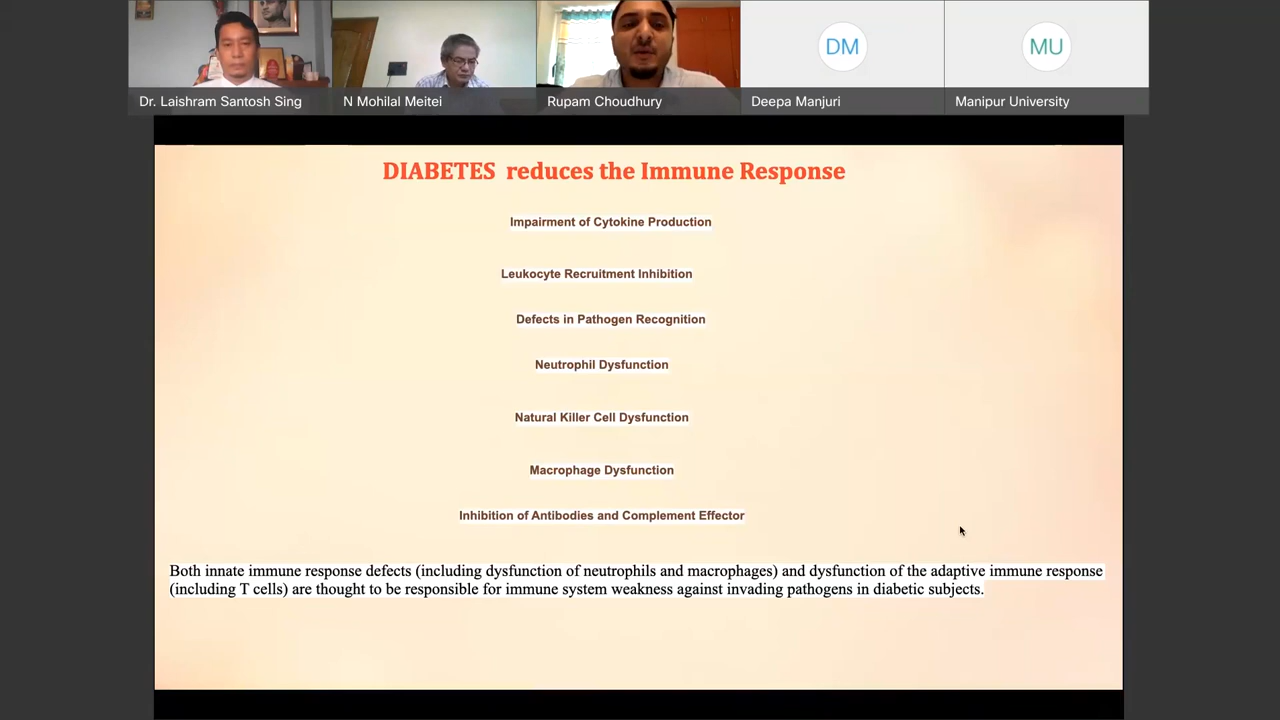 Dr. Laishram Santosh Sing
N Mohilal Meitei
Rupam Choudhury
DM
Deepa Manjuri
MU
Manipur University
DIABETES reduces the Immune Response
Impairment of Cytokine Production
Leukocyte Recruitment Inhibition
Defects in Pathogen Recognition
Neutrophil Dysfunction
Natural Killer Cell Dysfunction
Macrophage Dysfunction
Inhibition of Antibodies and Complement Effector
Both innate immune response defects (including dysfunction of neutrophils and macrophages) and dysfunction of the adaptive immune response
(including T cells) are thought to be responsible for immune system weakness against invading pathogens in diabetic subjects.